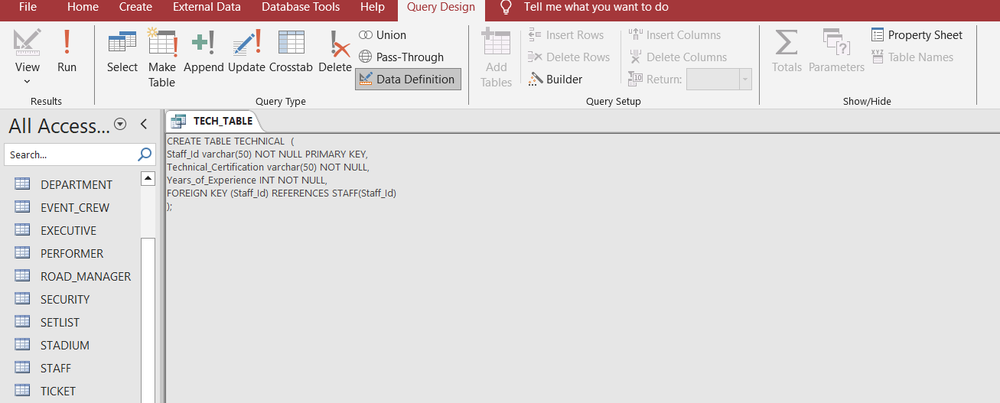 File Home Create External Data Database Tools Help Query Design Tell me what you want to do
View
Run
Select
Make
Table
Append
Update
Crosstab
Delete
Union
Pass-Through
Data Definition
Add
Tables
Insert Rows
Delete Rows
Builder
Insert Columns
Delete Columns
Return:
Totals
Parameters
Property Sheet
Table Names
Results
Query Type
Query Setup
Show/Hide
All Access...
Search...
DEPARTMENT
EVENT_CREW
EXECUTIVE
PERFORMER
ROAD_MANAGER
SECURITY
SETLIST
STADIUM
STAFF
TICKET
TECH_TABLE
CREATE TABLE TECHNICAL  (
Staff_Id varchar(50) NOT NULL PRIMARY KEY,
Technical_Certification varchar(50) NOT NULL,
Years_of_Experience INT NOT NULL,
FOREIGN KEY (Staff_Id) REFERENCES STAFF(Staff_Id)
);